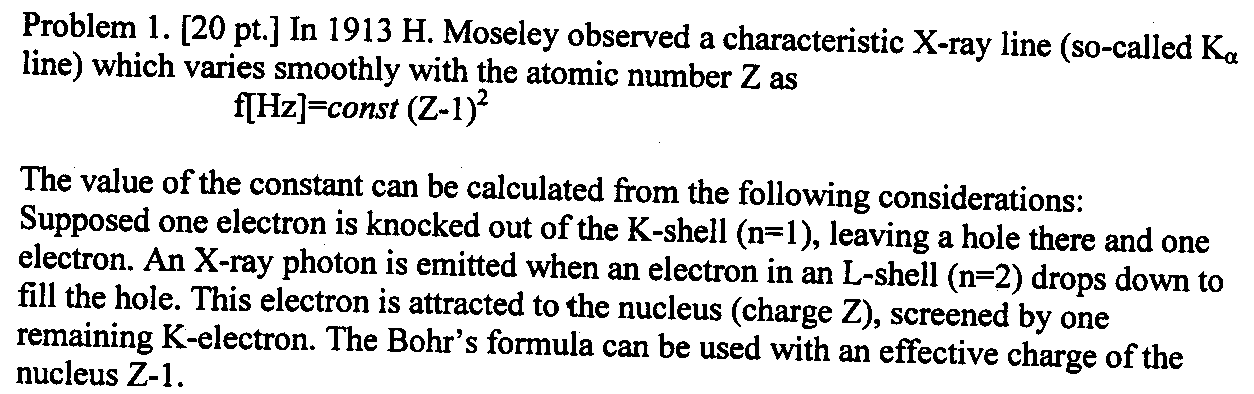 Problem 1. [20 pt.] In 1913 H. Moseley observed a characteristic X-ray line (so-called Kα
line) which varies smoothly with the atomic number Z as
f[Hz]=const (Z-1)²
The value of the constant can be calculated from the following considerations:
Supposed one electron is knocked out of the K-shell (n=1), leaving a hole there and one
electron. An X-ray photon is emitted when an electron in an L-shell (n=2) drops down to
fill the hole. This electron is attracted to the nucleus (charge Z), screened by one
remaining K-electron. The Bohr's formula can be used with an effective charge of the
nucleus Z-1.